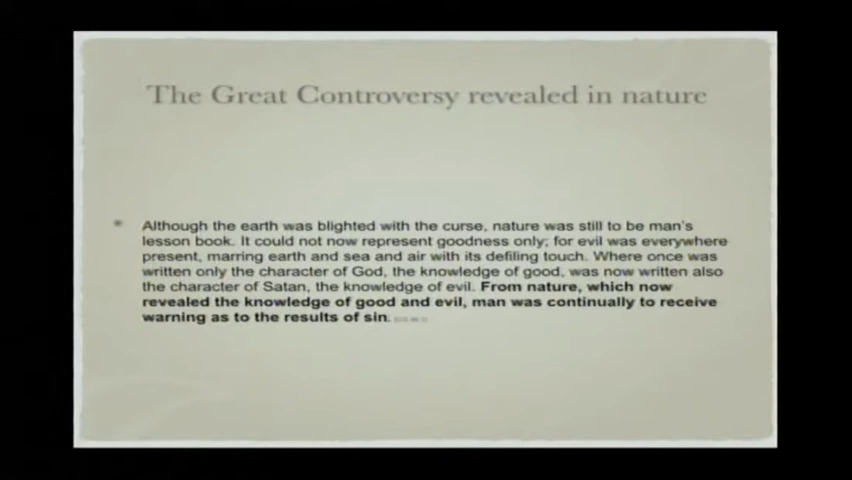 The Great Controversy revealed in nature
Although the earth was blighted with the curse, nature was still to be man's
lesson book. It could not now represent goodness only; for evil was everywhere
present, marring earth and sea and air with its defiling touch. Where once was
written only the character of God, the knowledge of good, was now written also
the character of Satan, the knowledge of evil. From nature, which now
revealed the knowledge of good and evil, man was continually to receive
warning as to the results of sin.